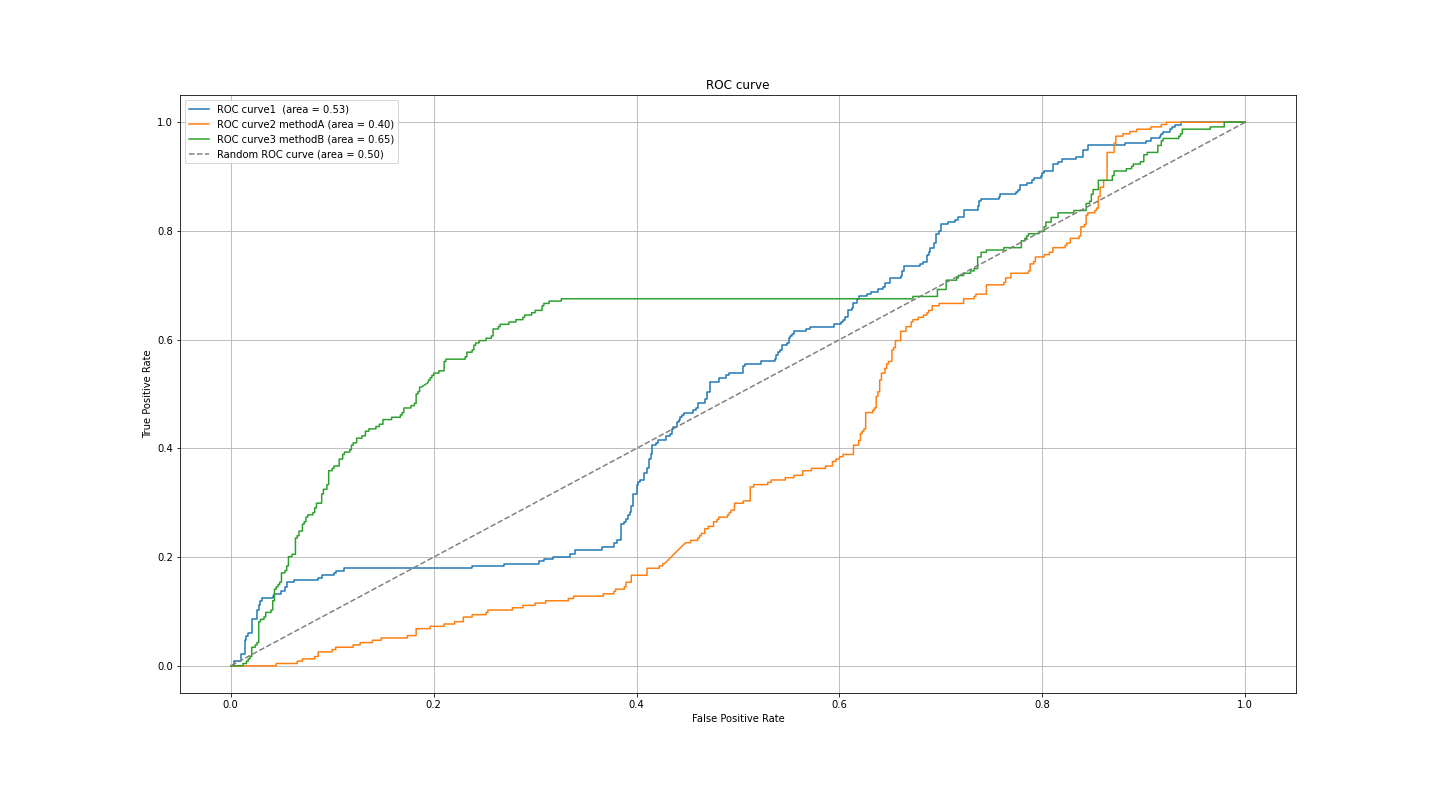 ROC curve
ROC curve1  (area = 0.53)
ROC curve2 methodA (area = 0.40)
ROC curve3 methodB (area = 0.65)
Random ROC curve (area = 0.50)
1.0
0.8
0.6
0.4
0.2
0.0
True Positive Rate
0.0 0.2 0.4 0.6 0.8 1.0
False Positive Rate